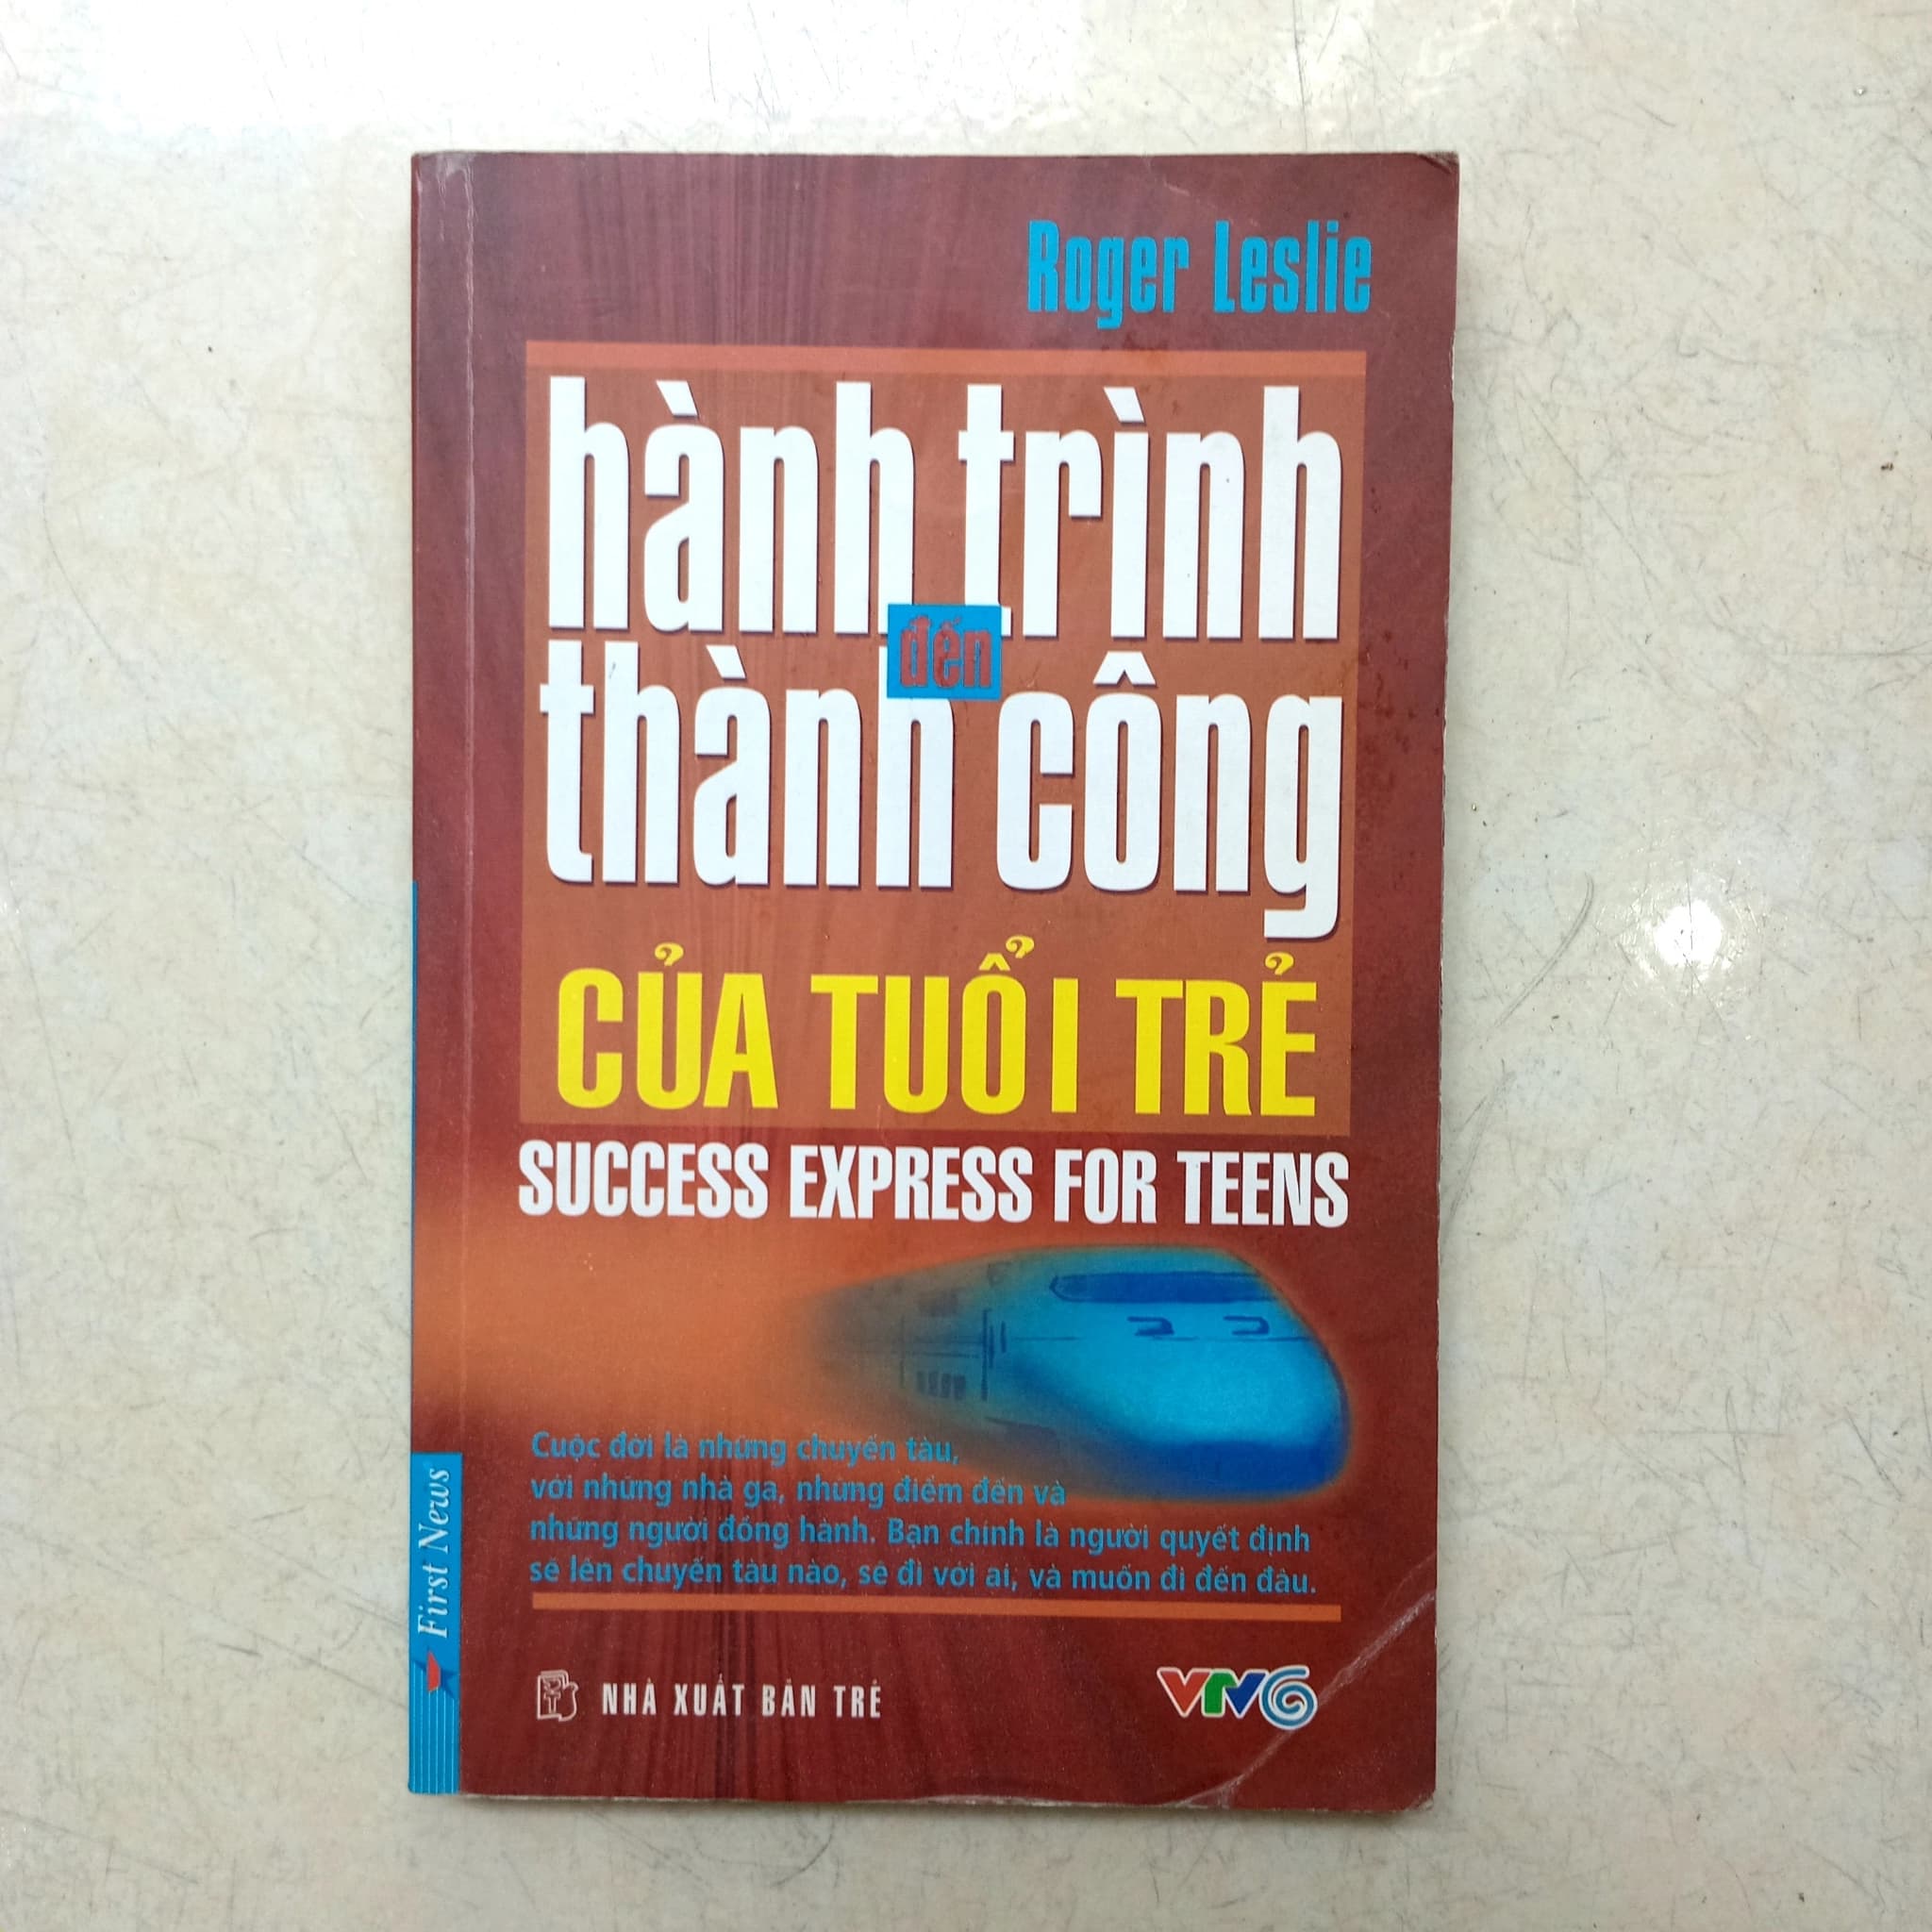 Roger Leslie
hành trình
đến
thành công
CỦA TUỔI TRẺ
SUCCESS EXPRESS FOR TEENS
Cuộc đời là những chuyến tàu,
với những nhà ga, những điểm đến và
những người đồng hành. Bạn chính là người quyết định
sẽ lên chuyến tàu nào, sẽ đi với ai, và muốn đi đến đâu.
First News
NHÀ XUẤT BẢN TRẺ
VTV6